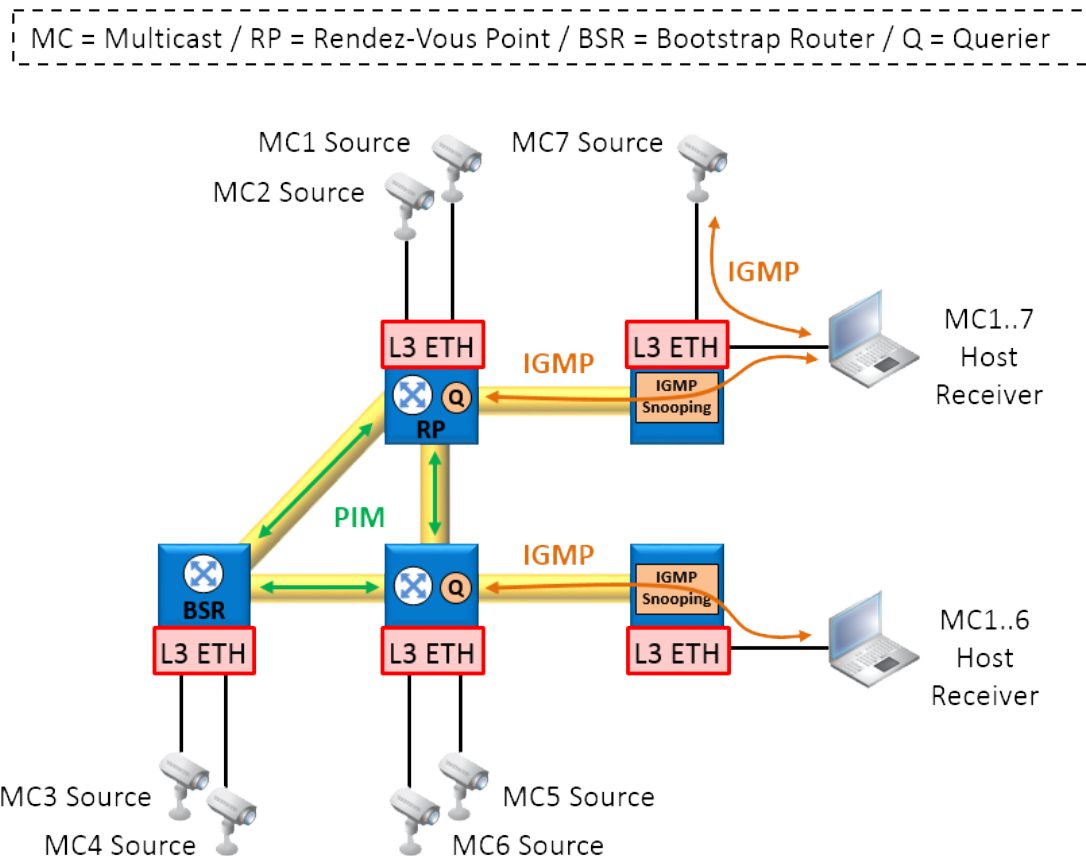 MC = Multicast / RP = Rendez-Vous Point / BSR = Bootstrap Router / Q = Querier
MC1 Source
MC7 Source
MC2 Source
IGMP
MC1..7
Host
Receiver
L3 ETH
L3 ETH
IGMP
Q
RP
IGMP
Snooping
PIM
IGMP
BSR
Q
IGMP
Snooping
L3 ETH
L3 ETH
L3 ETH
MC1..6
Host
Receiver
MC3 Source
MC5 Source
MC4 Source
MC6 Source